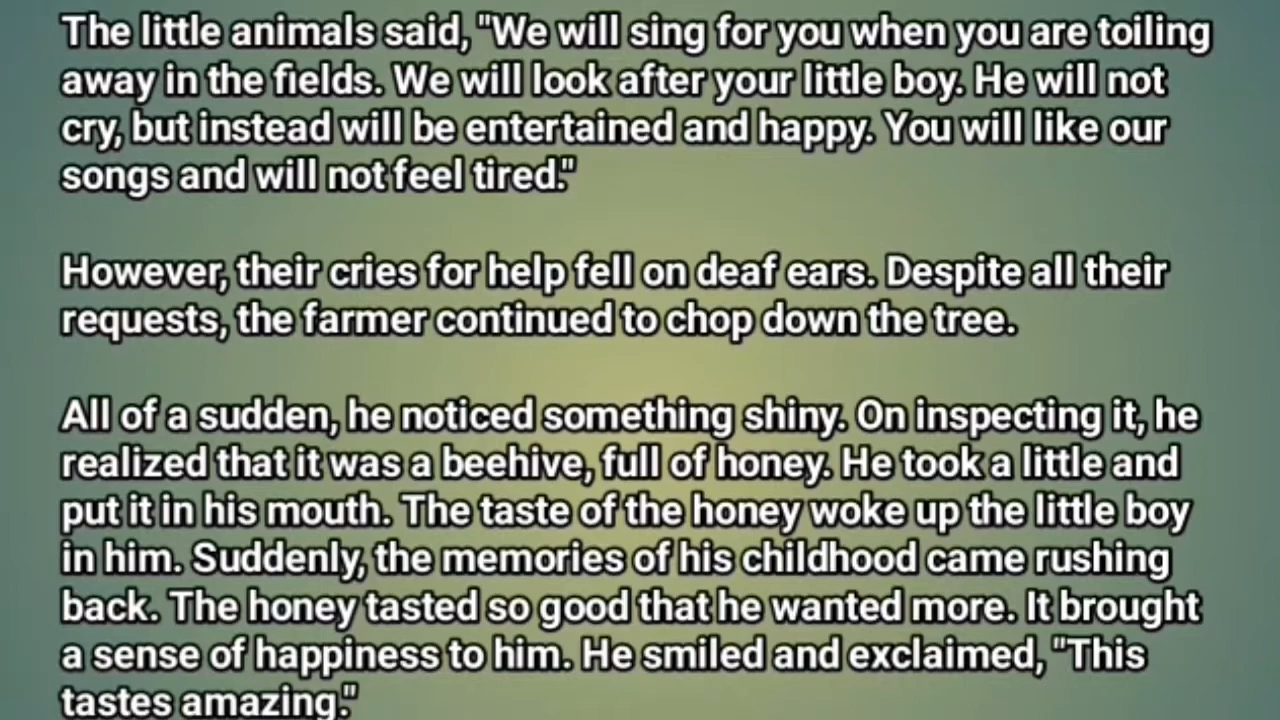 The little animals said, "We will sing for you when you are toiling
away in the fields. We will look after your little boy. He will not
cry, but instead will be entertained and happy. You will like our
songs and will not feel tired."
However, their cries for help fell on deaf ears. Despite all their
requests, the farmer continued to chop down the tree.
All of a sudden, he noticed something shiny. On inspecting it, he
realized that it was a beehive, full of honey. He took a little and
put it in his mouth. The taste of the honey woke up the little boy
in him. Suddenly, the memories of his childhood came rushing
back. The honey tasted so good that he wanted more. It brought
a sense of happiness to him. He smiled and exclaimed, "This
tastes amazing."